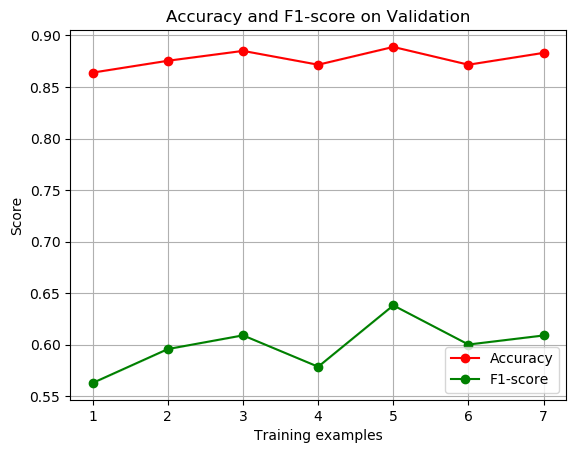 Accuracy and F1-score on Validation
0.90
0.85
0.80
0.75
0.70
0.65
0.60
0.55
Score
1 2 3 4 5 6 7
Training examples
Accuracy
F1-score